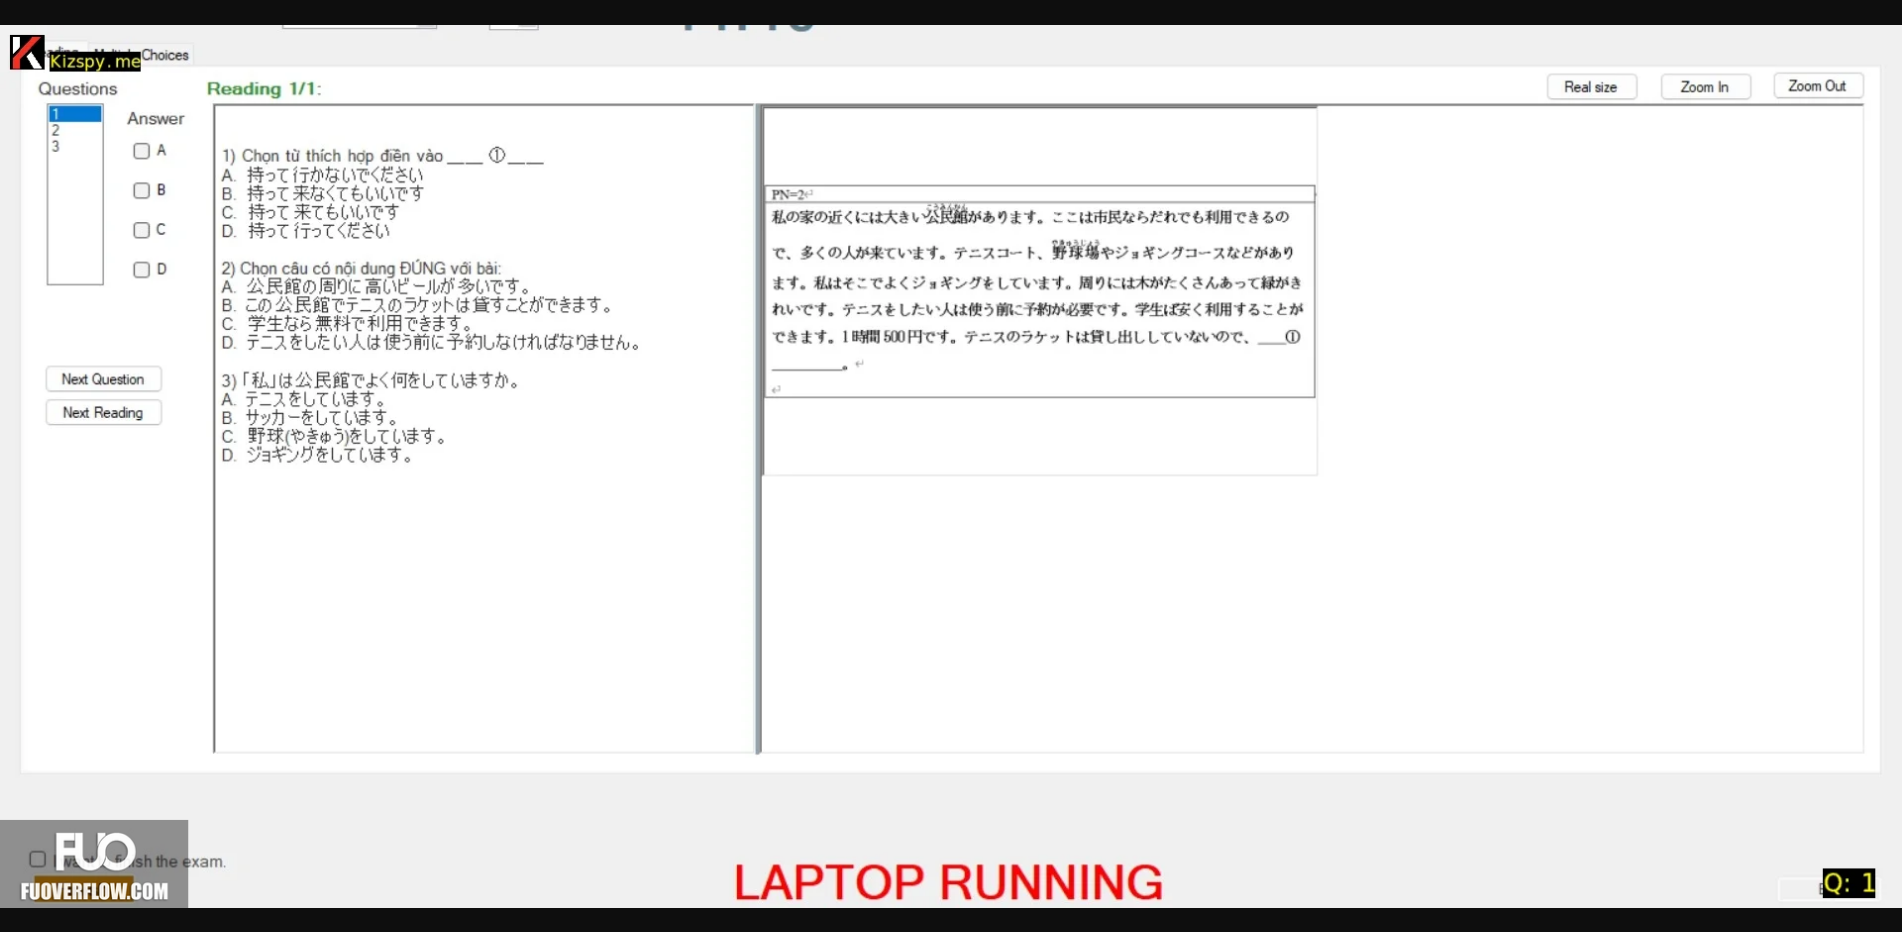 Kizspy.me
Choices
Questions
Reading 1/1:
Real size
Zoom In
Zoom Out
1
2
3
Answer
A
B
C
D
Next Question
Next Reading
1) Chọn từ thích hợp điền vào ____ ①____
A. 持って行かないでください
B. 持って来なくてもいいです
C. 持って来てもいいです
D. 持って行ってください
2) Chọn câu có nội dung ĐÚNG với bài:
A. 公民館の周りに高いビールが多いです。
B. この公民館でテニスのラケットは貸すことができます。
C. 学生なら無料で利用できます。
D. テニスをしたい人は使う前に予約しなければなりません。
3)「私」は公民館でよく何をしていますか。
A. テニスをしています。
B. サッカーをしています。
C. 野球(やきゅう)をしています。
D. ジョギングをしています。
PN=2
こうみんかん
私の家の近くには大きい公民館があります。ここは市民ならだれでも利用できるの
やきゅうじょう
で、多くの人が来ています。テニスコート、野球場やジョギングコースなどがあり
ます。私はそこでよくジョギングをしています。周りには木がたくさんあって緑がき
れいです。テニスをしたい人は使う前に予約が必要です。学生は安く利用することが
できます。1時間500円です。テニスのラケットは貸し出ししていないので、____①
__________。
FUO
finish the exam.
FUOVERFLOW.COM
LAPTOP RUNNING
Q: 1